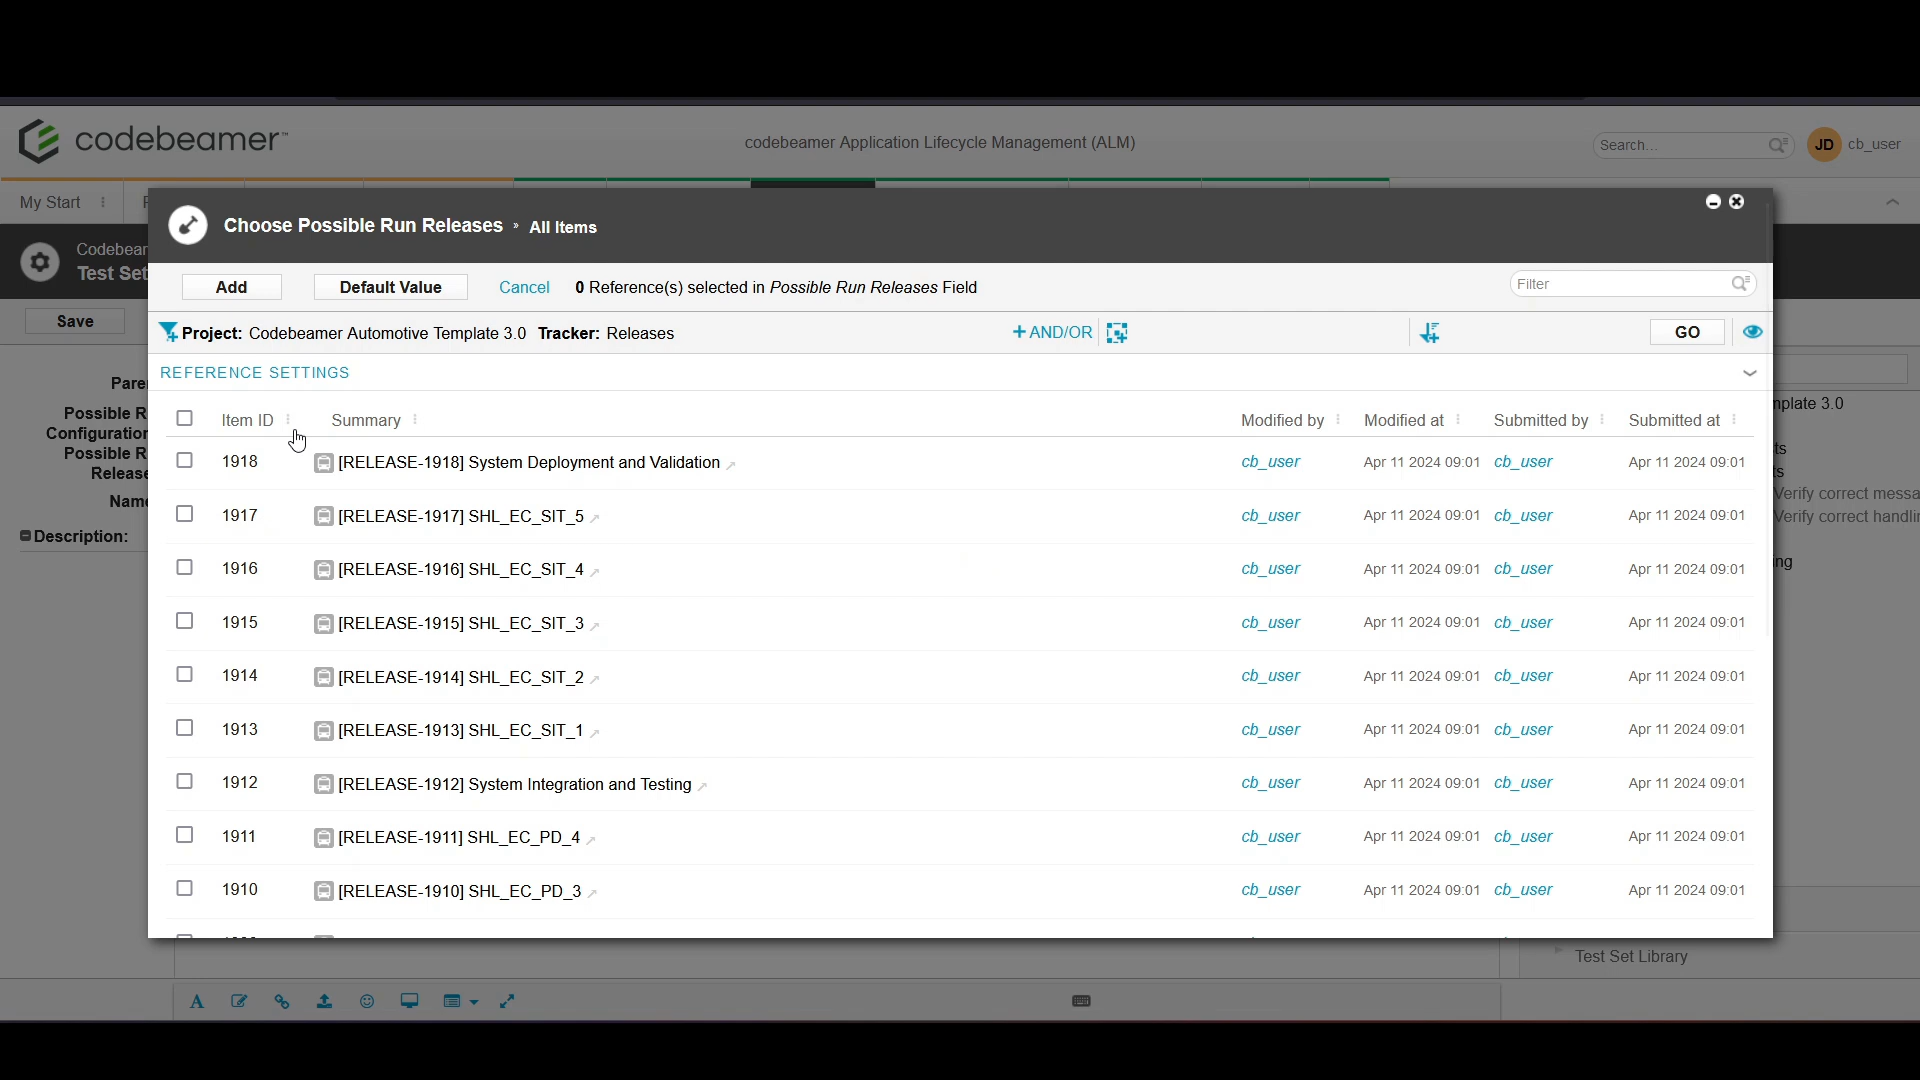 codebeamer™
codebeamer Application Lifecycle Management (ALM)
Search...
JD
cb_user
My Start
Choose Possible Run Releases » All Items
Codebear
Test Set
Add
Default Value
Cancel
0 Reference(s) selected in Possible Run Releases Field
Filter
Save
Project: Codebeamer Automotive Template 3.0 Tracker: Releases
+AND/OR
GO
REFERENCE SETTINGS
Pare
Possible R
Configuration
Possible R
Release
Name
Description:
nplate 3.0
ts
ts
Verify correct messa
Verify correct handlin
ing
Item ID Summary Modified by Modified at Submitted by Submitted at
1918 [RELEASE-1918] System Deployment and Validation cb_user Apr 11 2024 09:01 cb_user Apr 11 2024 09:01
1917 [RELEASE-1917] SHL_EC_SIT_5 cb_user Apr 11 2024 09:01 cb_user Apr 11 2024 09:01
1916 [RELEASE-1916] SHL_EC_SIT_4 cb_user Apr 11 2024 09:01 cb_user Apr 11 2024 09:01
1915 [RELEASE-1915] SHL_EC_SIT_3 cb_user Apr 11 2024 09:01 cb_user Apr 11 2024 09:01
1914 [RELEASE-1914] SHL_EC_SIT_2 cb_user Apr 11 2024 09:01 cb_user Apr 11 2024 09:01
1913 [RELEASE-1913] SHL_EC_SIT_1 cb_user Apr 11 2024 09:01 cb_user Apr 11 2024 09:01
1912 [RELEASE-1912] System Integration and Testing cb_user Apr 11 2024 09:01 cb_user Apr 11 2024 09:01
1911 [RELEASE-1911] SHL_EC_PD_4 cb_user Apr 11 2024 09:01 cb_user Apr 11 2024 09:01
1910 [RELEASE-1910] SHL_EC_PD_3 cb_user Apr 11 2024 09:01 cb_user Apr 11 2024 09:01
Test Set Library